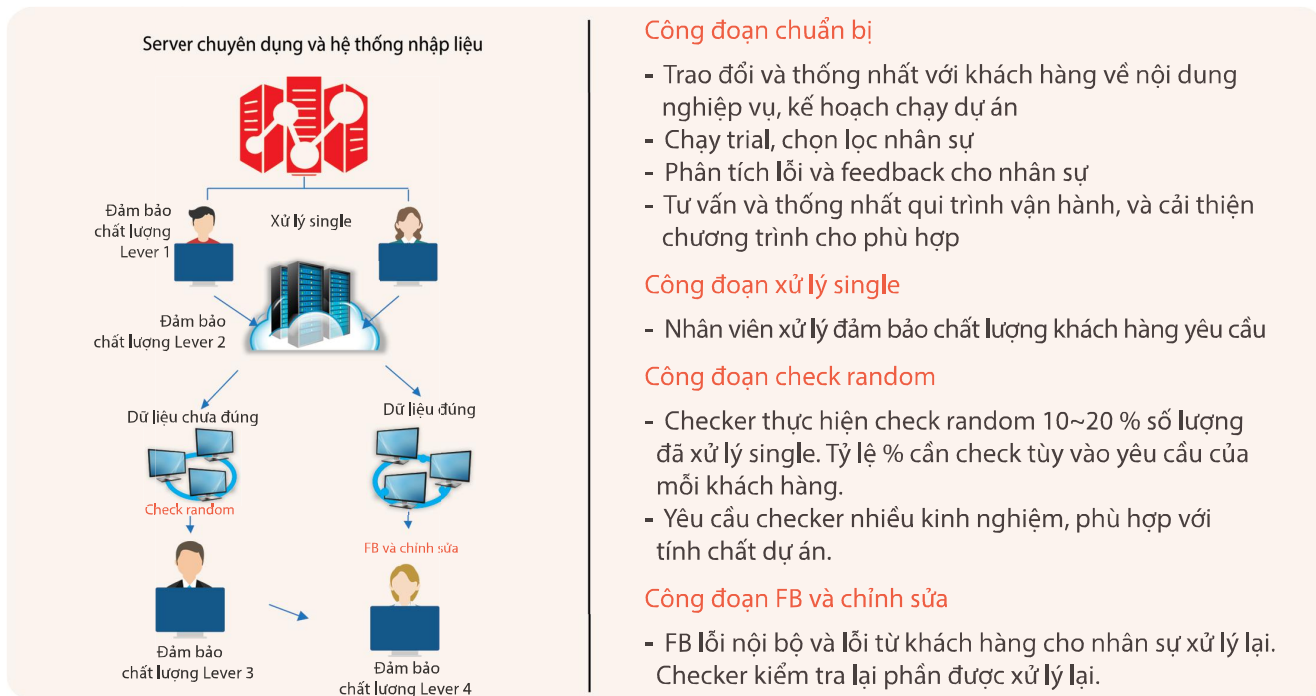 Server chuyên dụng và hệ thống nhập liệu
Đảm bảo
chất lượng
Lever 1
Xử lý single
Đảm bảo
chất lượng Lever 2
Dữ liệu chưa đúng
Dữ liệu đúng
Check random
FB và chỉnh sửa
Đảm bảo
chất lượng Lever 3
Đảm bảo
chất lượng Lever 4
Công đoạn chuẩn bị
- Trao đổi và thống nhất với khách hàng về nội dung
nghiệp vụ, kế hoạch chạy dự án
- Chạy trial, chọn lọc nhân sự
- Phân tích lỗi và feedback cho nhân sự
- Tư vấn và thống nhất qui trình vận hành, và cải thiện
chương trình cho phù hợp
Công đoạn xử lý single
- Nhân viên xử lý đảm bảo chất lượng khách hàng yêu cầu
Công đoạn check random
- Checker thực hiện check random 10~20 % số lượng
đã xử lý single. Tỷ lệ % cần check tùy vào yêu cầu của
mỗi khách hàng.
- Yêu cầu checker nhiều kinh nghiệm, phù hợp với
tính chất dự án.
Công đoạn FB và chỉnh sửa
- FB lỗi nội bộ và lỗi từ khách hàng cho nhân sự xử lý lại.
Checker kiểm tra lại phần được xử lý lại.